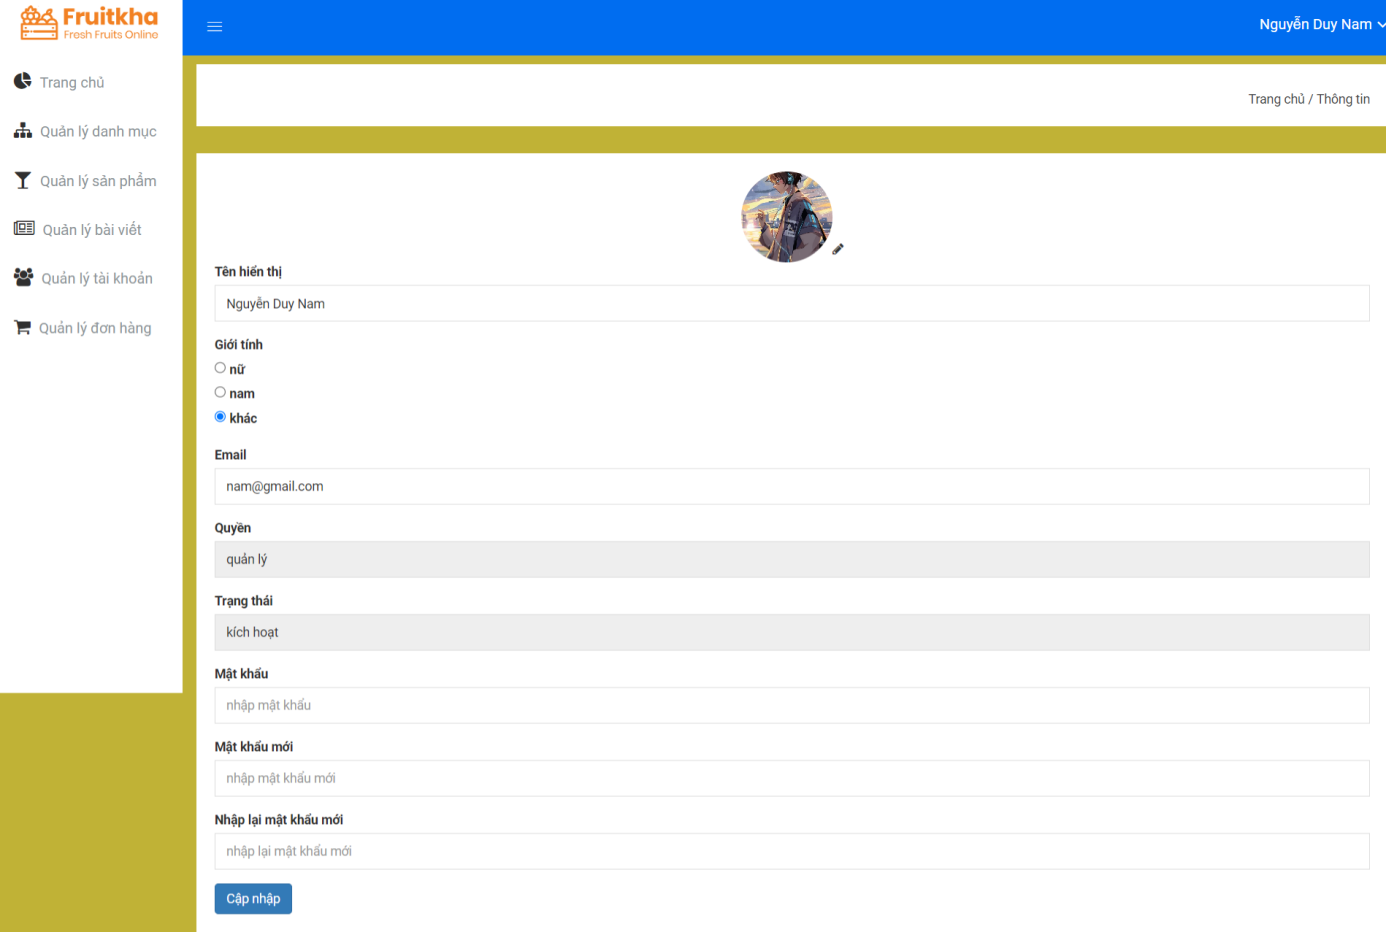 Fruitkha
Fresh Fruits Online
Nguyễn Duy Nam
Trang chủ
Quản lý danh mục
Quản lý sản phẩm
Quản lý bài viết
Quản lý tài khoản
Quản lý đơn hàng
Trang chủ / Thông tin
Tên hiển thị
Nguyễn Duy Nam
Giới tính
nữ
nam
khác
Email
nam@gmail.com
Quyền
quản lý
Trạng thái
kích hoạt
Mật khẩu
nhập mật khẩu
Mật khẩu mới
nhập mật khẩu mới
Nhập lại mật khẩu mới
nhập lại mật khẩu mới
Cập nhập